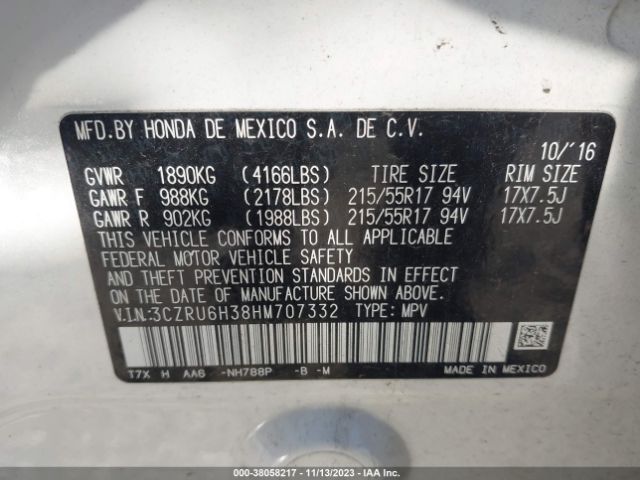 MFD.BY HONDA DE MEXICO S.A. DE C.V.
10/'16
GVWR 1890KG (4166LBS) TIRE SIZE RIM SIZE
GAWR F 988KG (2178LBS) 215/55R17 94V 17X7.5J
GAWR R 902KG (1988LBS) 215/55R17 94V 17X7.5J
THIS VEHICLE CONFORMS TO ALL APPLICABLE
FEDERAL MOTOR VEHICLE SAFETY
AND THEFT PREVENTION STANDARDS IN EFFECT
ON THE DATE OF MANUFACTURE SHOWN ABOVE.
V.I.N.:3CZRU6H38HM707332 TYPE: MPV
T7X H AA6 -NH788P -B -M MADE IN MEXICO
000-38058217 - 11/13/2023 - IAA Inc.